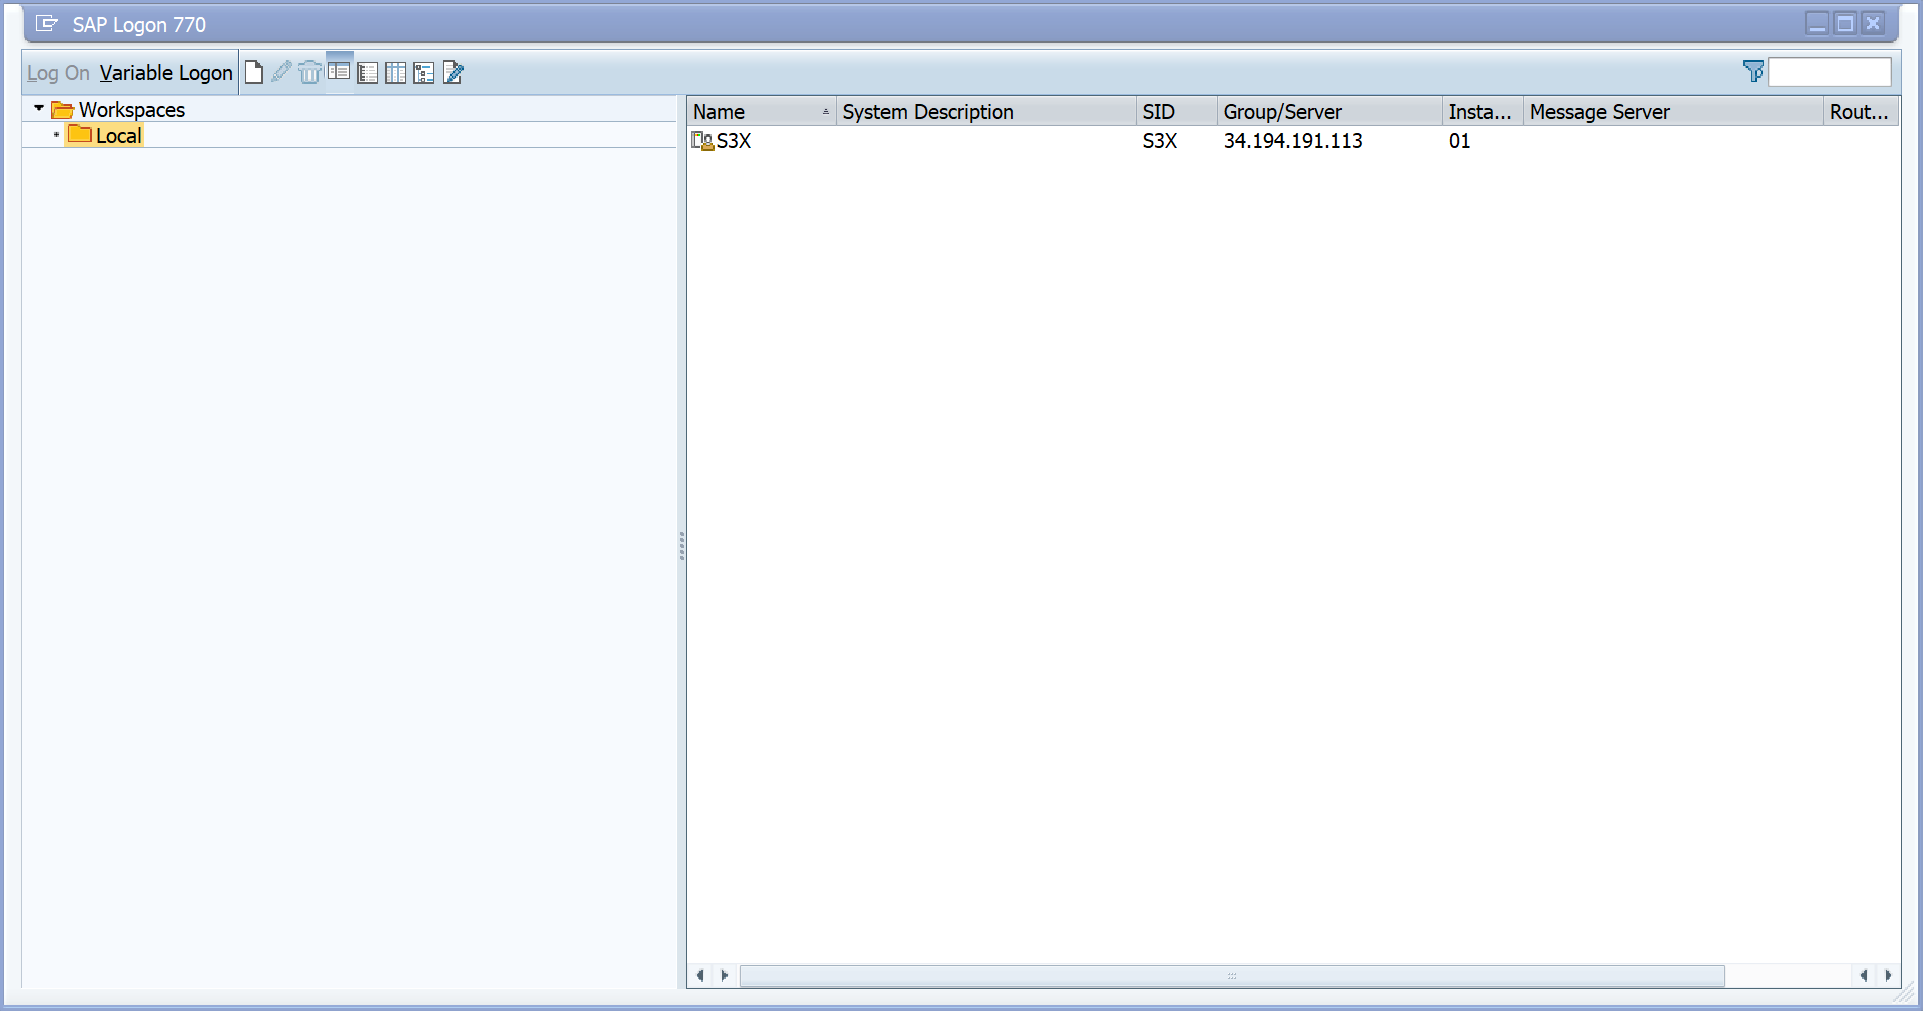 SAP Logon 770
Log On Variable Logon
Workspaces
Local
Name System Description SID Group/Server Insta... Message Server Rout...
S3X S3X 34.194.191.113 01